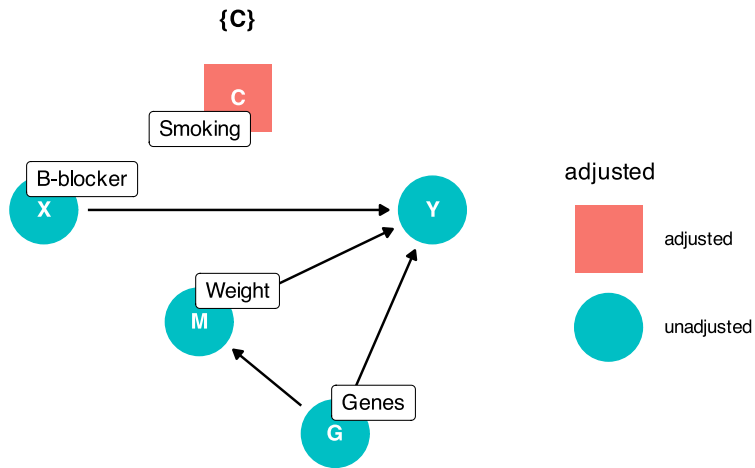 {C}
C
Smoking
B-blocker
X
Y
Weight
M
Genes
G
adjusted
adjusted
unadjusted